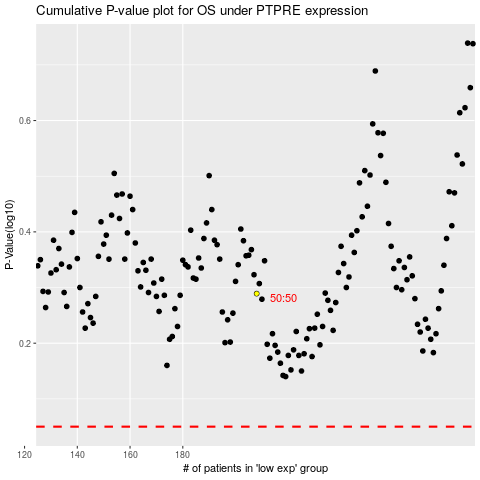 Cumulative P-value plot for OS under PTPRE expression
P-Value(log10)
0.6
0.4
0.2
50:50
120 140 160 180
# of patients in 'low exp' group